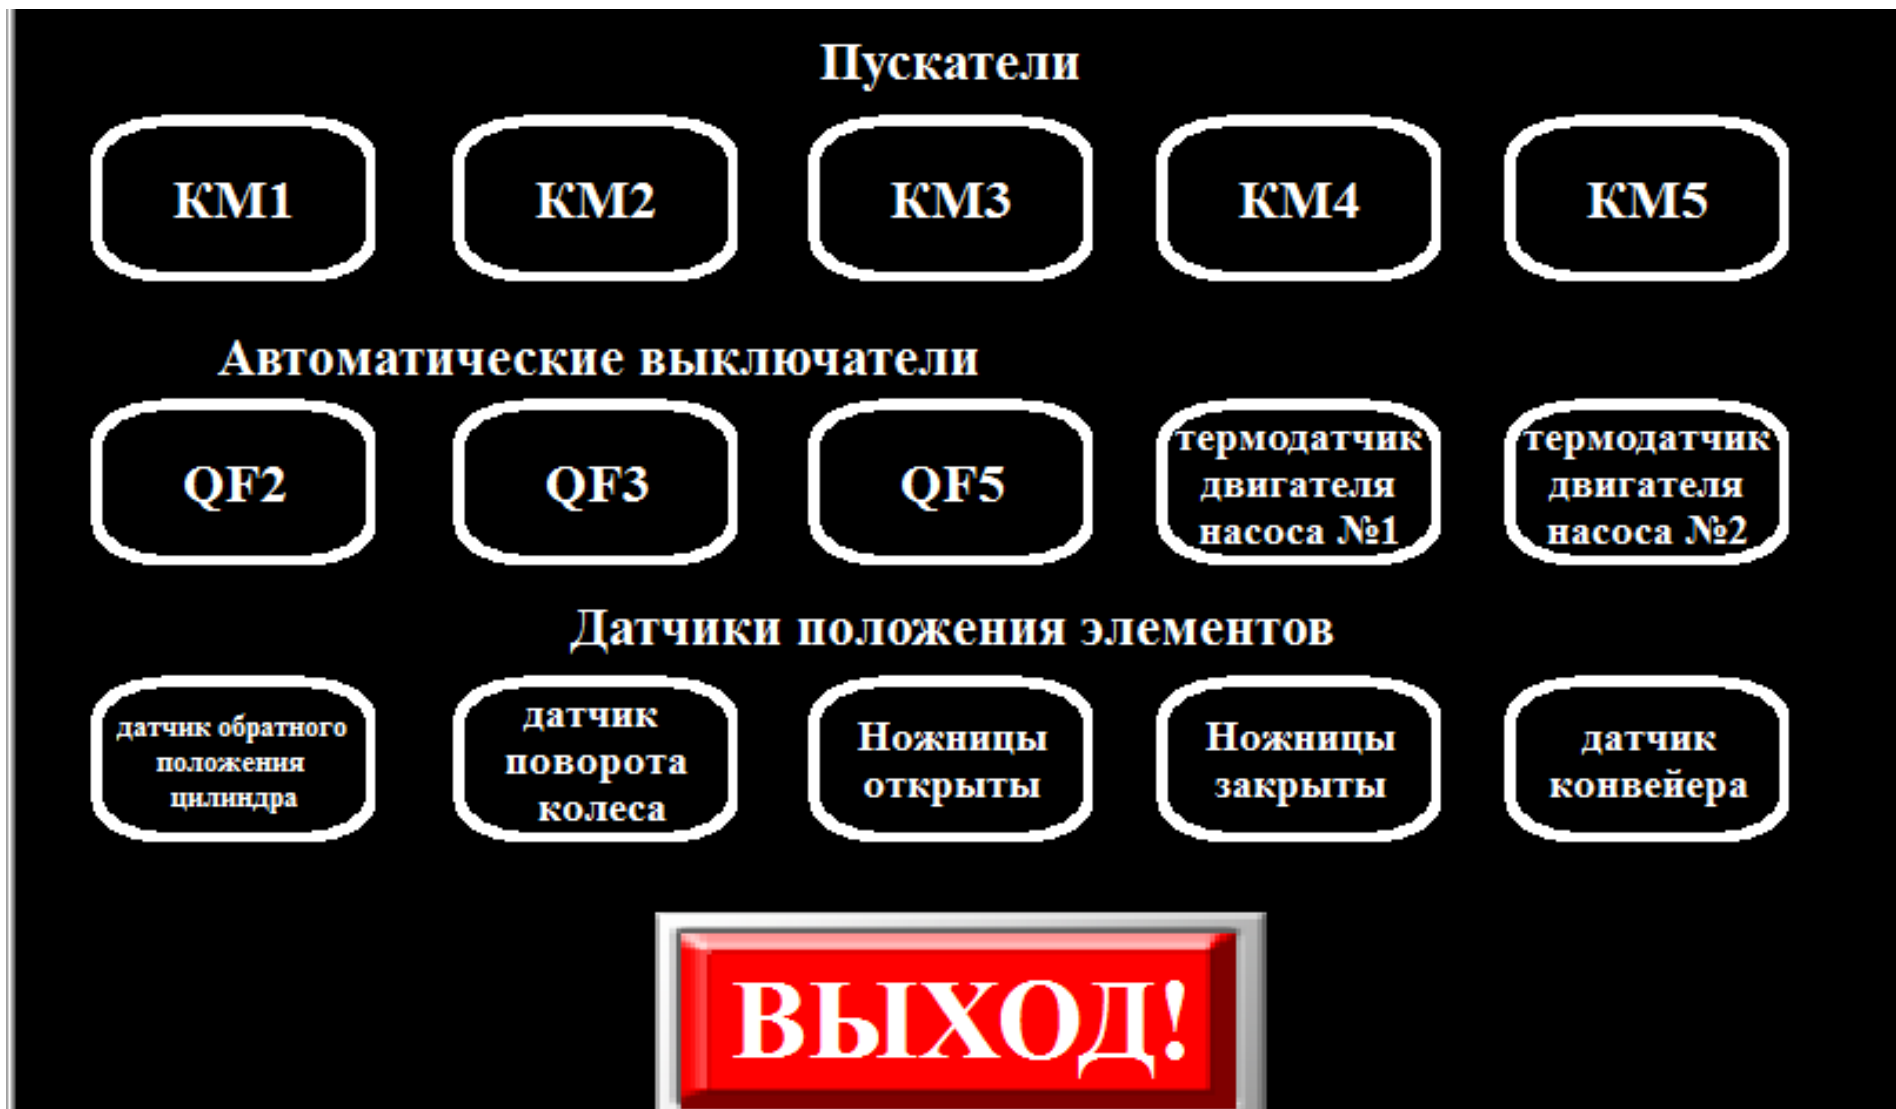 Пускатели
КМ1 КМ2 КМ3 КМ4 КМ5
Автоматические выключатели
QF2 QF3 QF5
термодатчик
двигателя
насоса №1
термодатчик
двигателя
насоса №2
Датчики положения элементов
датчик обратного
положения
цилиндра
датчик
поворота
колеса
Ножницы
открыты
Ножницы
закрыты
датчик
конвейера
ВЫХОД!